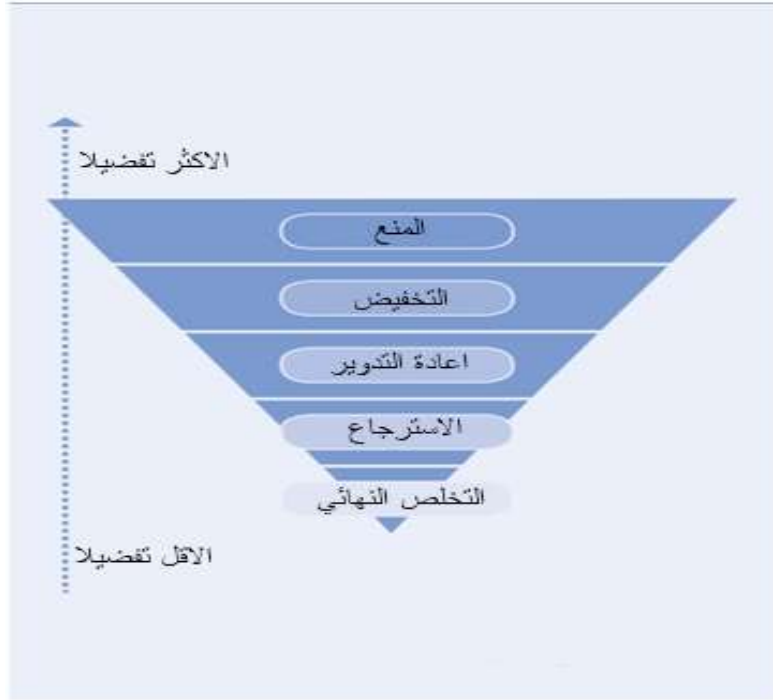 الاكثر تفضيلا
المنع
التخفيض
اعادة التدوير
الاسترجاع
التخلص النهائي
الاقل تفضيلا